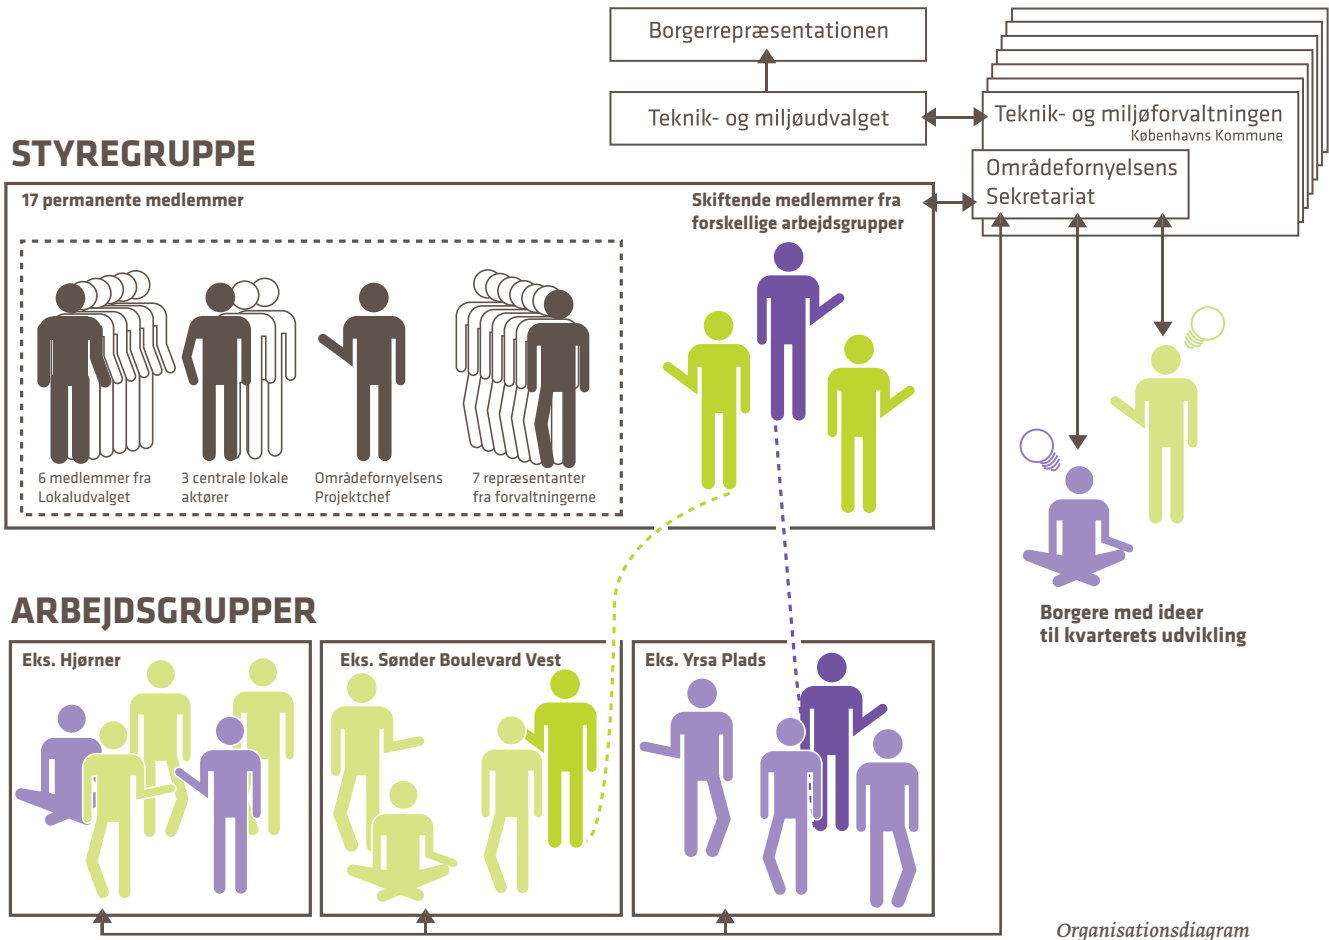 Borgerrepræsentationen
Teknik- og miljøudvalget
Teknik- og miljøforvaltningen
Københavns Kommune
Områdefornyelsens
Sekretariat
STYREGRUPPE
17 permanente medlemmer
Skiftende medlemmer fra
forskellige arbejdsgrupper
6 medlemmer fra
Lokaludvalget
3 centrale lokale
aktører
Områdefornyelsens
Projektchef
7 repræsentanter
fra forvaltningerne
Borgere med ideer
til kvarterets udvikling
ARBEJDSGRUPPER
Eks. Hjørner
Eks. Sønder Boulevard Vest
Eks. Yrsa Plads
Organisationsdiagram